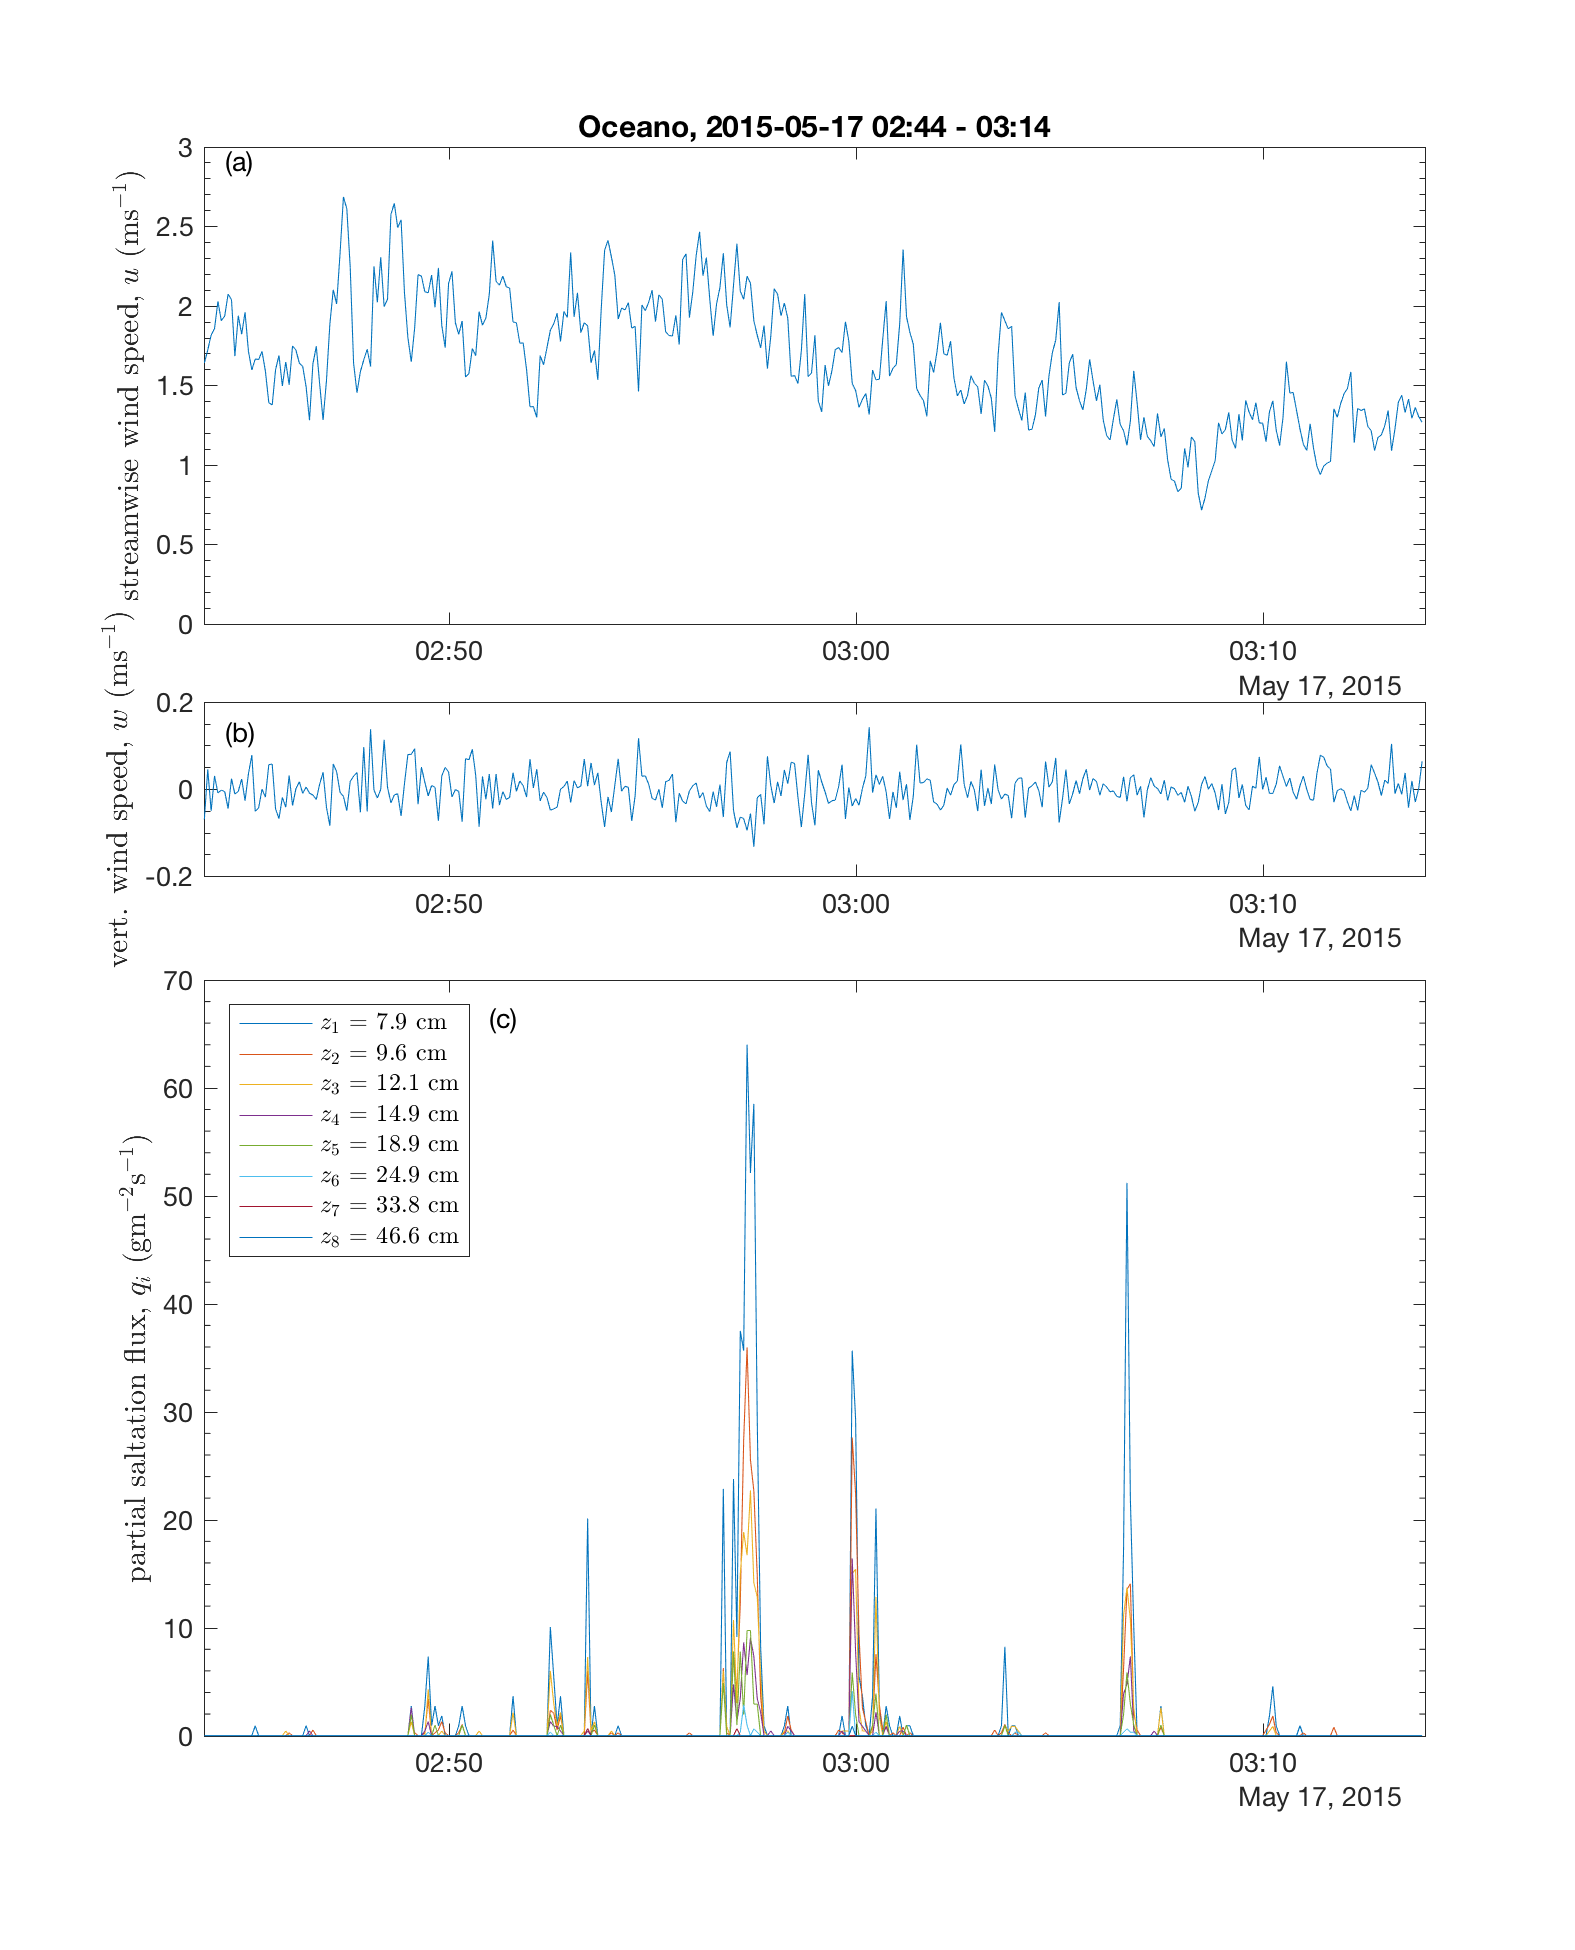 Oceano, 2015-05-17 02:44 - 03:14
(a)
streamwise wind speed, u (ms⁻¹)
3
2.5
2
1.5
1
0.5
0
02:50 03:00 03:10
May 17, 2015
(b)
vert. wind speed, w (ms⁻¹)
0.2
0
-0.2
02:50 03:00 03:10
May 17, 2015
(c)
partial saltation flux, qᵢ (gm⁻²s⁻¹)
70
60
50
40
30
20
10
0
z₁ = 7.9 cm
z₂ = 9.6 cm
z₃ = 12.1 cm
z₄ = 14.9 cm
z₅ = 18.9 cm
z₆ = 24.9 cm
z₇ = 33.8 cm
z₈ = 46.6 cm
02:50 03:00 03:10
May 17, 2015